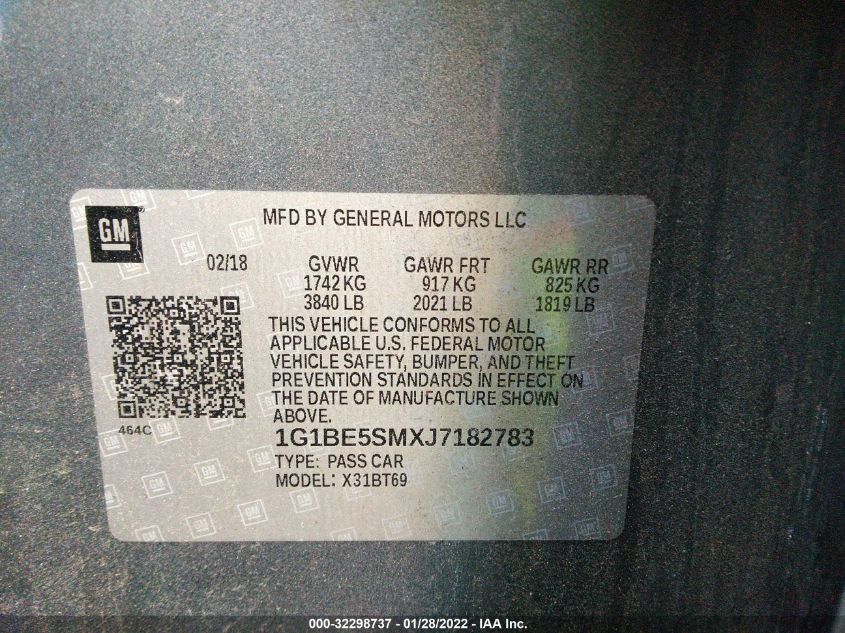 GM
MFD BY GENERAL MOTORS LLC
02/18 GVWR GAWR FRT GAWR RR
1742 KG 917 KG 825 KG
3840 LB 2021 LB 1819 LB
THIS VEHICLE CONFORMS TO ALL
APPLICABLE U.S. FEDERAL MOTOR
VEHICLE SAFETY, BUMPER, AND THEFT
PREVENTION STANDARDS IN EFFECT ON
THE DATE OF MANUFACTURE SHOWN
ABOVE.
464C
1G1BE5SMXJ7182783
TYPE: PASS CAR
MODEL: X31BT69
000-32298737 - 01/28/2022 - IAA Inc.